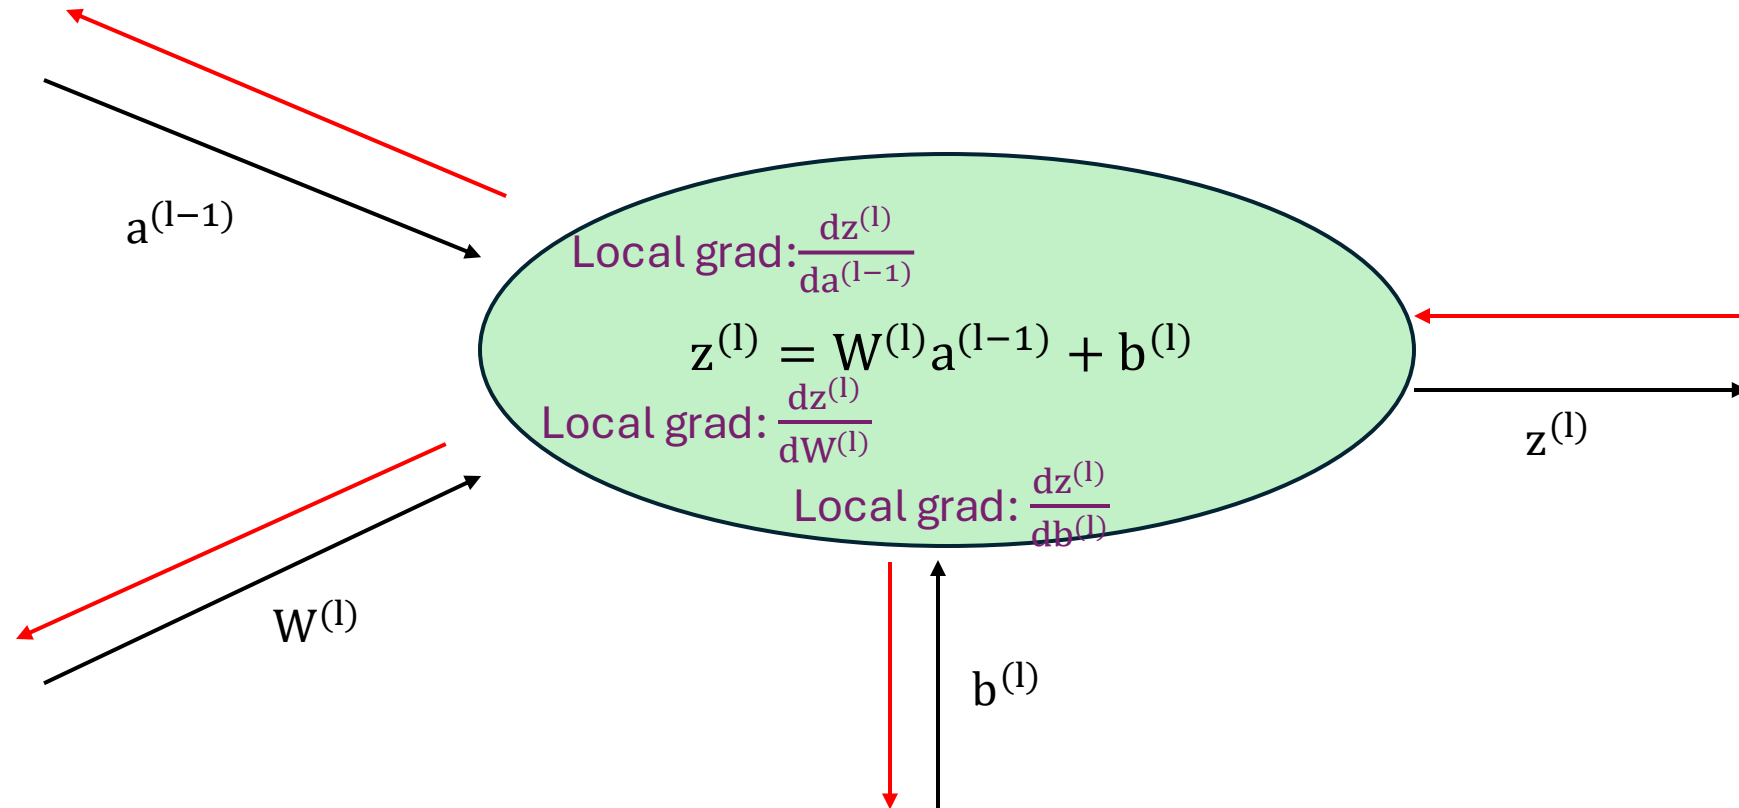 a^(l−1)
Local grad: dz^(l)/da^(l−1)
z^(l) = W^(l)a^(l−1) + b^(l)
Local grad: dz^(l)/dW^(l)
z^(l)
Local grad: dz^(l)/db^(l)
W^(l)
b^(l)